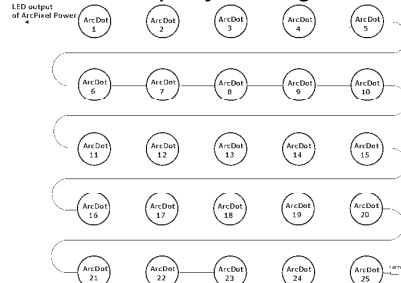 LED output
of ArcPixel Power
ArcDot
1
ArcDot
2
ArcDot
3
ArcDot
4
ArcDot
5
ArcDot
6
ArcDot
7
ArcDot
8
ArcDot
9
ArcDot
10
ArcDot
11
ArcDot
12
ArcDot
13
ArcDot
14
ArcDot
15
ArcDot
16
ArcDot
17
ArcDot
18
ArcDot
19
ArcDot
20
ArcDot
21
ArcDot
22
ArcDot
23
ArcDot
24
ArcDot
25